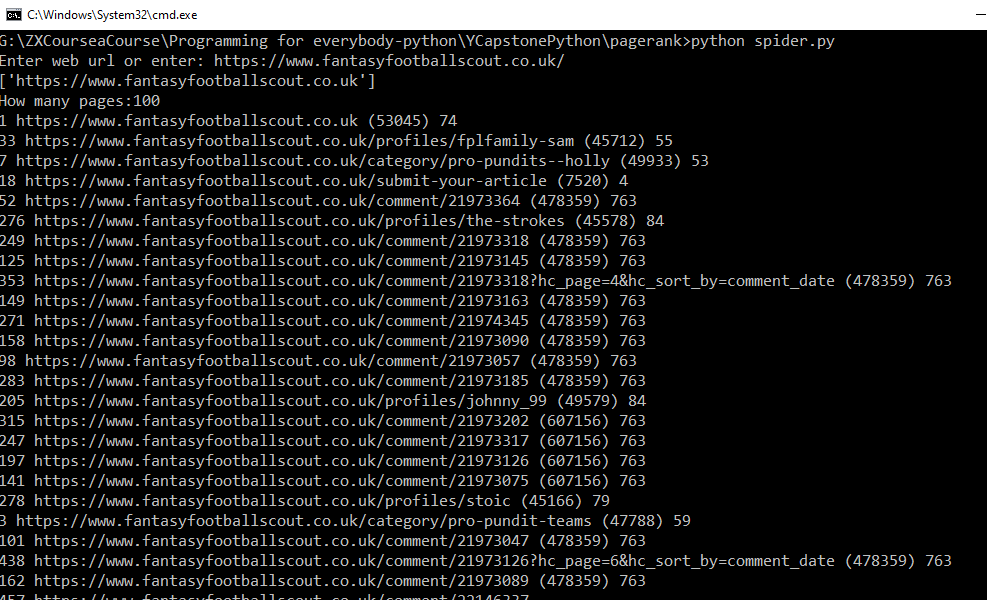 C:\Windows\System32\cmd.exe
G:\ZXCourseaCourse\Programming for everybody-python\YCapstonePython\pagerank>python spider.py
Enter web url or enter: https://www.fantasyfootballscout.co.uk/
['https://www.fantasyfootballscout.co.uk']
How many pages:100
1 https://www.fantasyfootballscout.co.uk (53045) 74
33 https://www.fantasyfootballscout.co.uk/profiles/fplfamily-sam (45712) 55
7 https://www.fantasyfootballscout.co.uk/category/pro-pundits--holly (49933) 53
18 https://www.fantasyfootballscout.co.uk/submit-your-article (7520) 4
52 https://www.fantasyfootballscout.co.uk/comment/21973364 (478359) 763
276 https://www.fantasyfootballscout.co.uk/profiles/the-strokes (45578) 84
249 https://www.fantasyfootballscout.co.uk/comment/21973318 (478359) 763
125 https://www.fantasyfootballscout.co.uk/comment/21973145 (478359) 763
353 https://www.fantasyfootballscout.co.uk/comment/21973318?hc_page=4&hc_sort_by=comment_date (478359) 763
149 https://www.fantasyfootballscout.co.uk/comment/21973163 (478359) 763
271 https://www.fantasyfootballscout.co.uk/comment/21974345 (478359) 763
158 https://www.fantasyfootballscout.co.uk/comment/21973090 (478359) 763
98 https://www.fantasyfootballscout.co.uk/comment/21973057 (478359) 763
283 https://www.fantasyfootballscout.co.uk/comment/21973185 (478359) 763
205 https://www.fantasyfootballscout.co.uk/profiles/johnny_99 (49579) 84
315 https://www.fantasyfootballscout.co.uk/comment/21973202 (607156) 763
247 https://www.fantasyfootballscout.co.uk/comment/21973317 (607156) 763
197 https://www.fantasyfootballscout.co.uk/comment/21973126 (607156) 763
141 https://www.fantasyfootballscout.co.uk/comment/21973075 (607156) 763
278 https://www.fantasyfootballscout.co.uk/profiles/stoic (45166) 79
3 https://www.fantasyfootballscout.co.uk/category/pro-pundit-teams (47788) 59
101 https://www.fantasyfootballscout.co.uk/comment/21973047 (478359) 763
438 https://www.fantasyfootballscout.co.uk/comment/21973126?hc_page=6&hc_sort_by=comment_date (478359) 763
162 https://www.fantasyfootballscout.co.uk/comment/21973089 (478359) 763
https://www.fantasyfootballscout.co.uk/comment/22146337